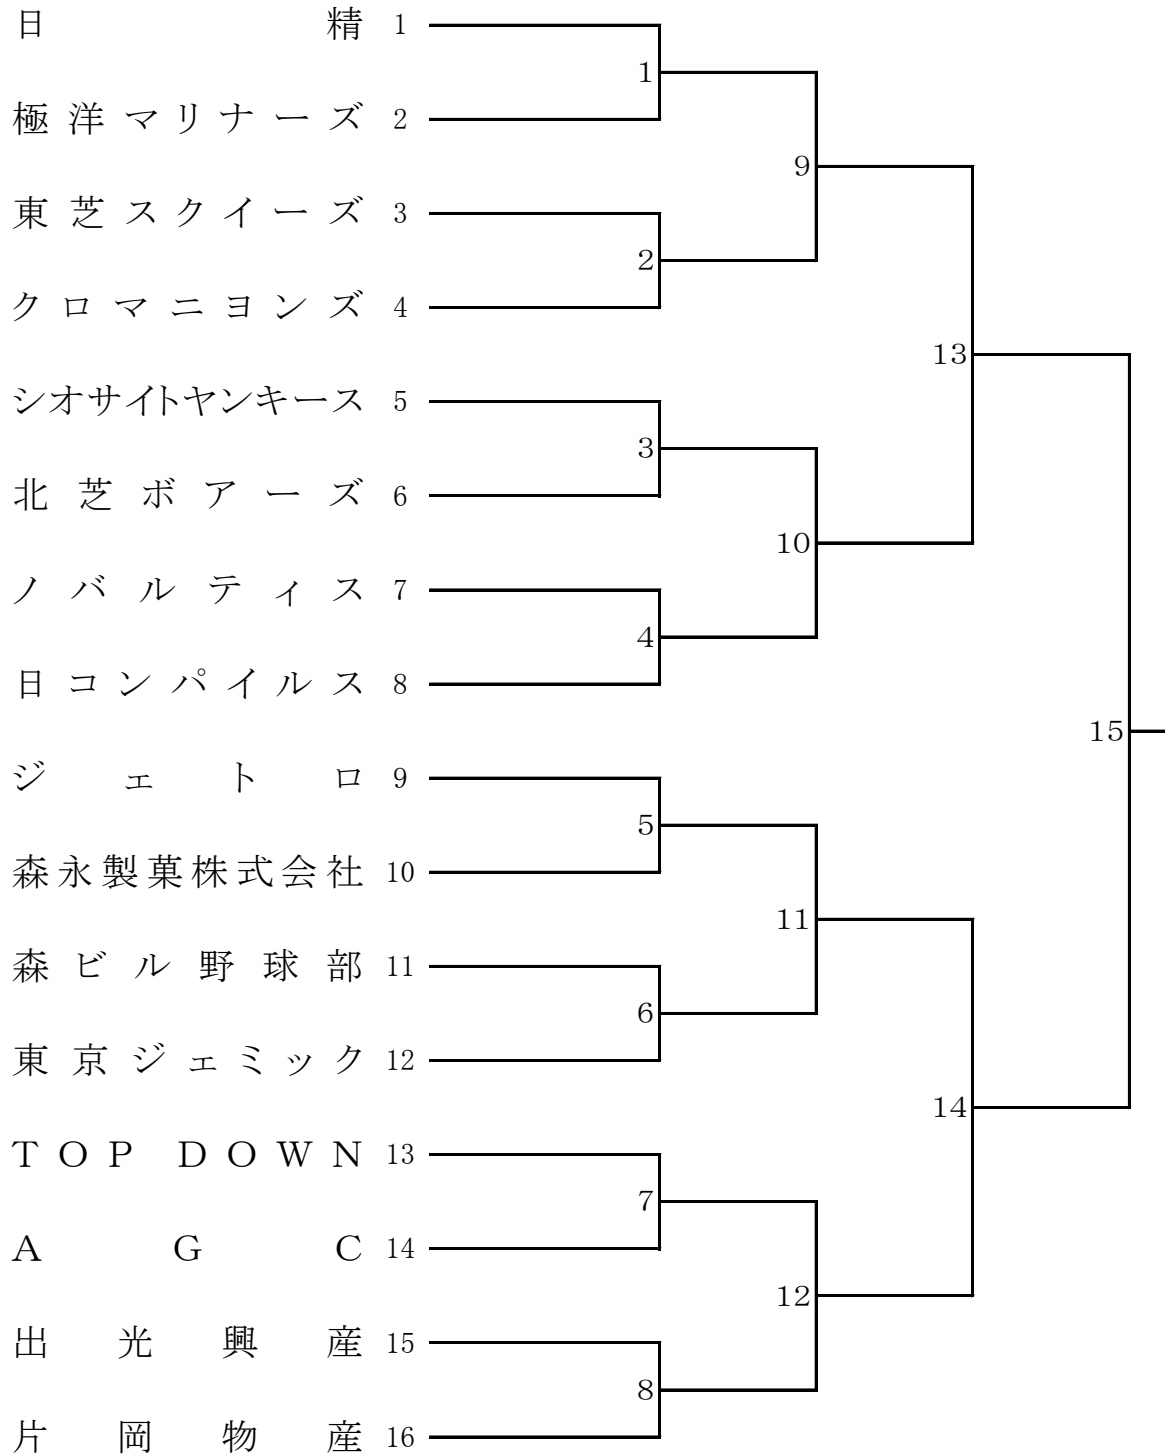 日精 1
1
極洋マリナーズ 2
9
東芝スクイーズ 3
2
クロマニヨンズ 4
13
シオサイトヤンキース 5
3
北芝ボアーズ 6
10
ノバルティス 7
4
日コンパイルス 8
15
ジェトロ 9
5
森永製菓株式会社 10
11
森ビル野球部 11
6
東京ジェミック 12
14
TOP DOWN 13
7
AGC 14
12
出光興産 15
8
片岡物産 16